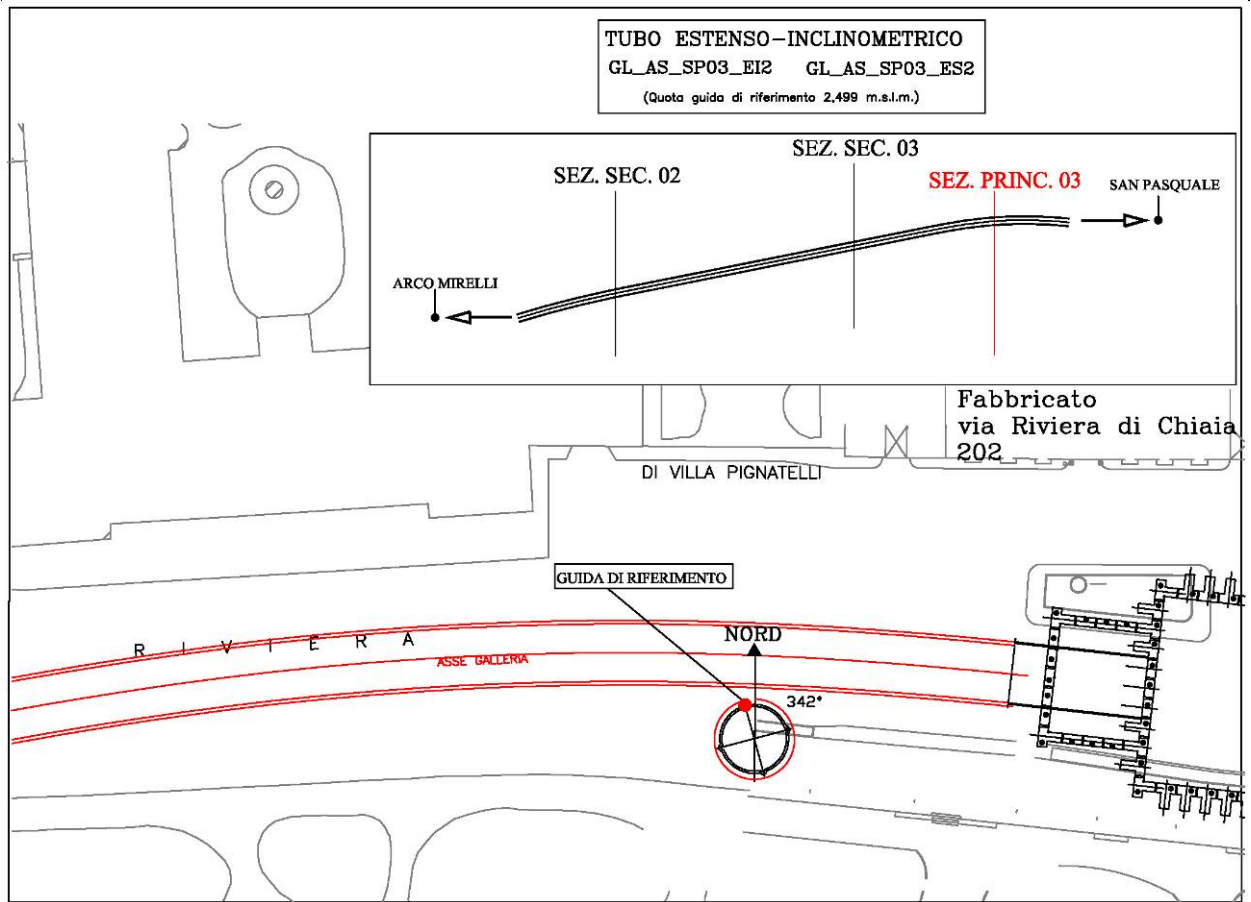 TUBO ESTENSO-INCLINOMETRICO
GL_AS_SP03_EI2 GL_AS_SP03_ES2
(Quota guida di riferimento 2,499 m.s.l.m.)
SEZ. SEC. 02
SEZ. SEC. 03
SEZ. PRINC. 03
SAN PASQUALE
ARCO MIRELLI
Fabbricato
via Riviera di Chiaia
202
DI VILLA PIGNATELLI
GUIDA DI RIFERIMENTO
NORD
RIVIERA
ASSE GALLERIA
342°